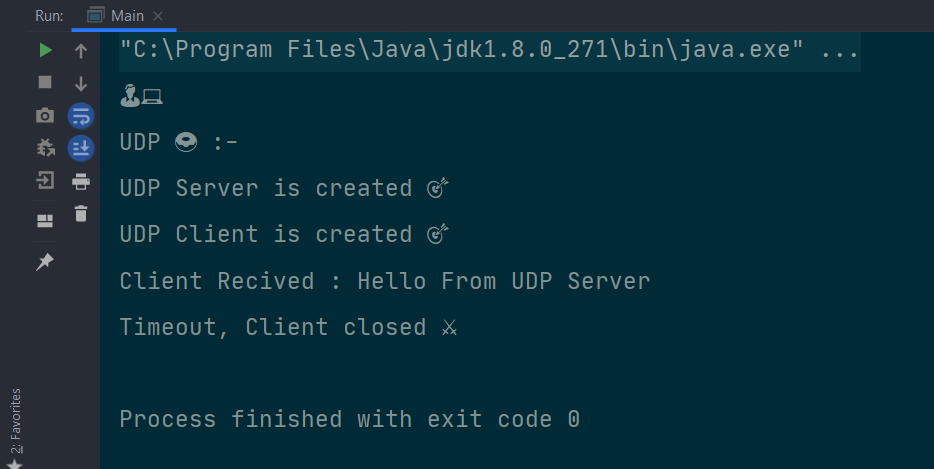 Run: Main
"C:\Program Files\Java\jdk1.8.0_271\bin\java.exe" ...
👨‍💻
UDP 🍩 :-
UDP Server is created 🎯
UDP Client is created 🎯
Client Recived : Hello From UDP Server
Timeout, Client closed ⚔
Process finished with exit code 0
2: Favorites